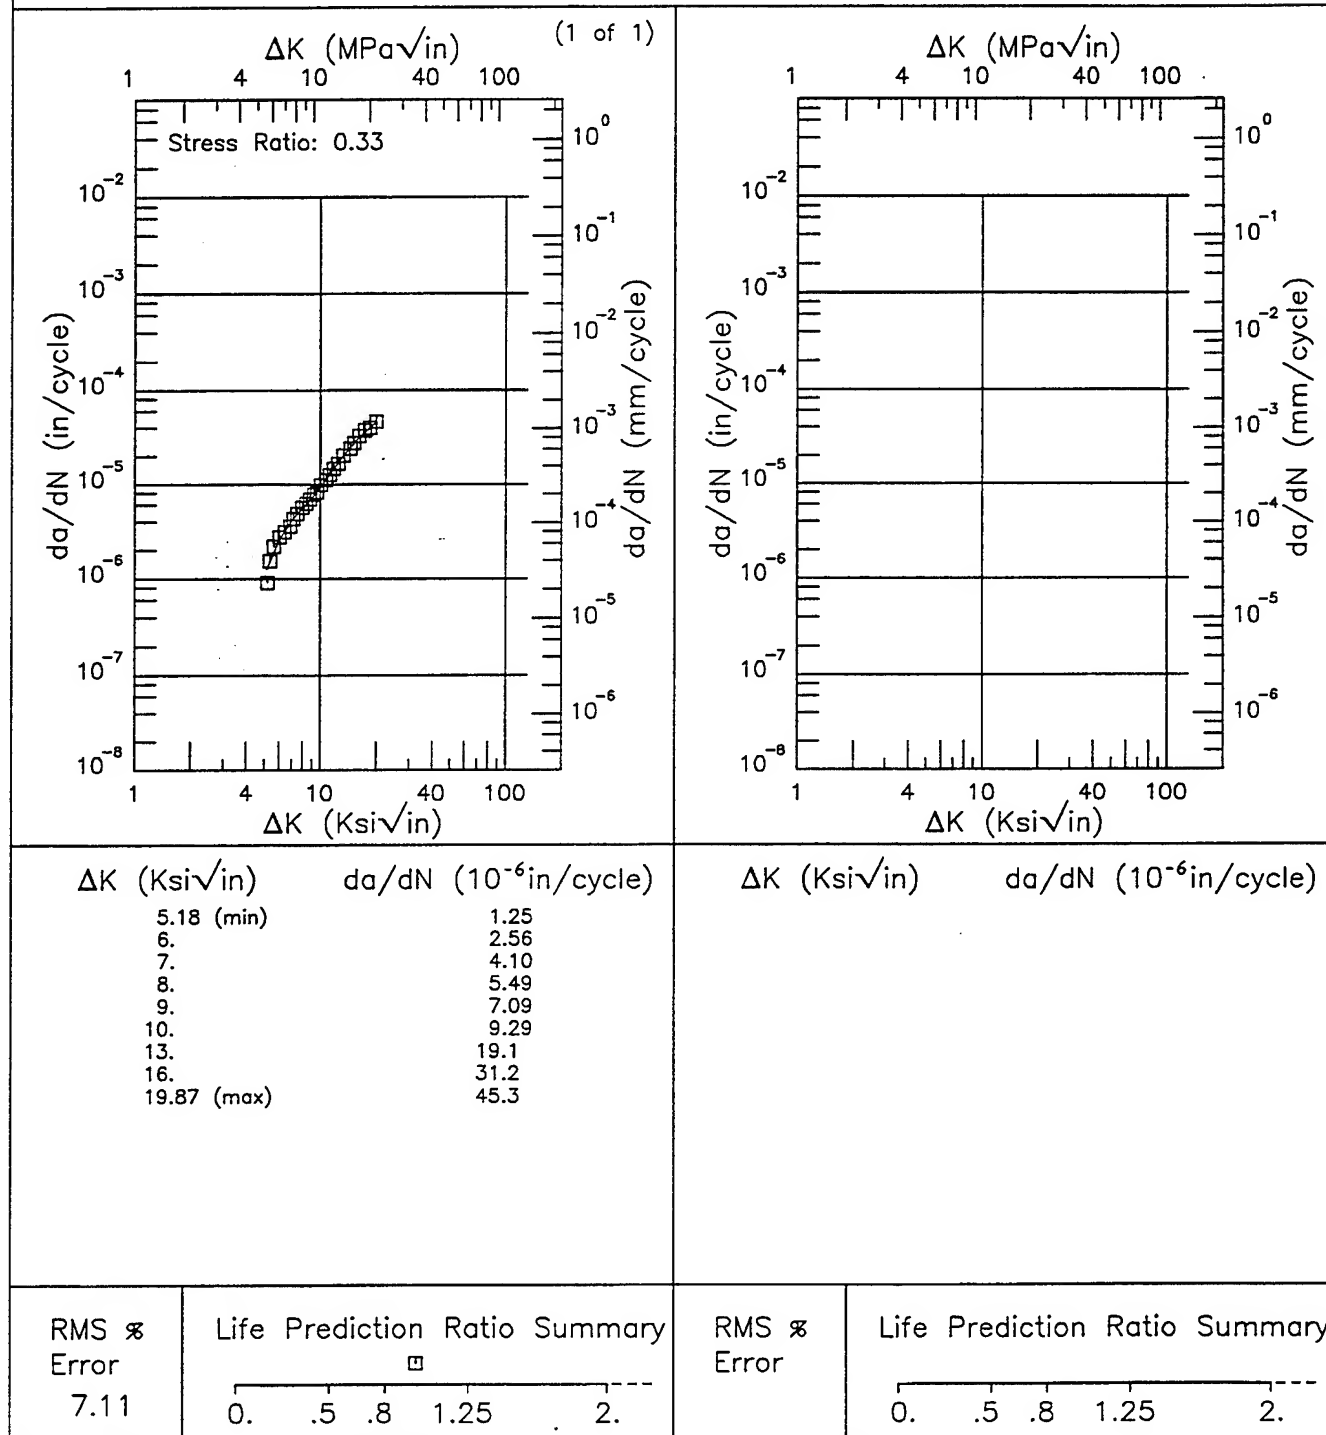 (1 of 1)
ΔK (MPa√in)
1 4 10 40 100
Stress Ratio: 0.33
da/dN (in/cycle)
10⁻²
10⁻³
10⁻⁴
10⁻⁵
10⁻⁶
10⁻⁷
10⁻⁸
10⁰
10⁻¹
10⁻²
10⁻³
10⁻⁴
10⁻⁵
10⁻⁶
da/dN (mm/cycle)
1 4 10 40 100
ΔK (Ksi√in)
ΔK (MPa√in)
1 4 10 40 100
da/dN (in/cycle)
10⁻²
10⁻³
10⁻⁴
10⁻⁵
10⁻⁶
10⁻⁷
10⁻⁸
10⁰
10⁻¹
10⁻²
10⁻³
10⁻⁴
10⁻⁵
10⁻⁶
da/dN (mm/cycle)
1 4 10 40 100
ΔK (Ksi√in)
ΔK (Ksi√in) da/dN (10⁻⁶in/cycle)
5.18 (min) 1.25
6. 2.56
7. 4.10
8. 5.49
9. 7.09
10. 9.29
13. 19.1
16. 31.2
19.87 (max) 45.3
ΔK (Ksi√in) da/dN (10⁻⁶in/cycle)
RMS %
Error
7.11
Life Prediction Ratio Summary
0. .5 .8 1.25 2.
RMS %
Error
Life Prediction Ratio Summary
0. .5 .8 1.25 2.